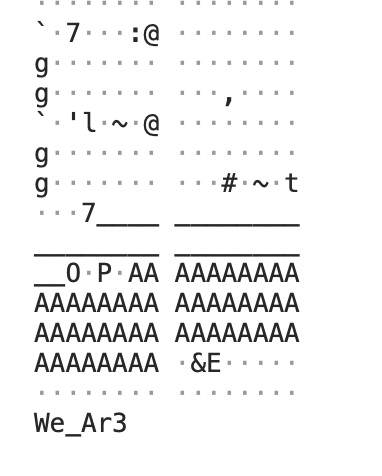 ········ ········
`·7···:@ ········
g······· ········
g······· ···,····
`·'l·~·@ ········
g······· ········
g······· ···#·~·t
···7____ ________
________ ________
__O·P·AA AAAAAAAA
AAAAAAAA AAAAAAAA
AAAAAAAA AAAAAAAA
AAAAAAAA ·&E·····
········ ········
We_Ar3